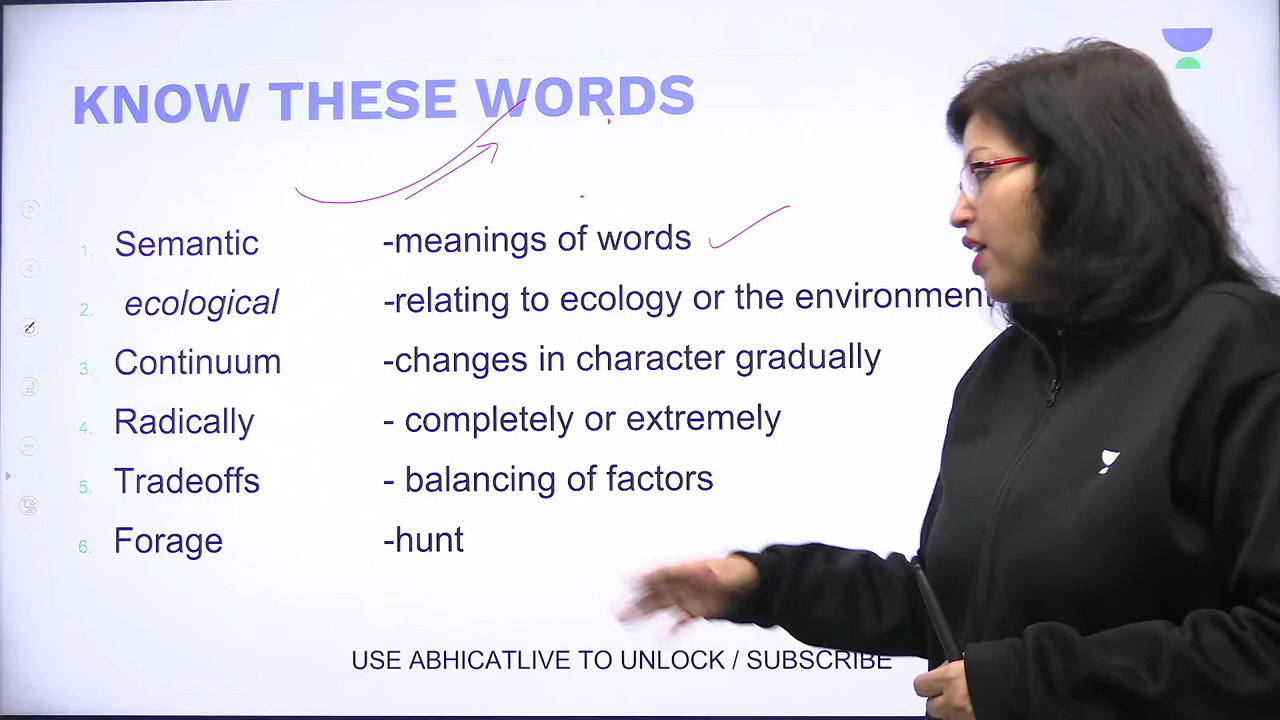 KNOW THESE WORDS
1. Semantic -meanings of words
2. ecological -relating to ecology or the environment
3. Continuum -changes in character gradually
4. Radically - completely or extremely
5. Tradeoffs - balancing of factors
6. Forage -hunt
USE ABHICATLIVE TO UNLOCK / SUBSCRIBE